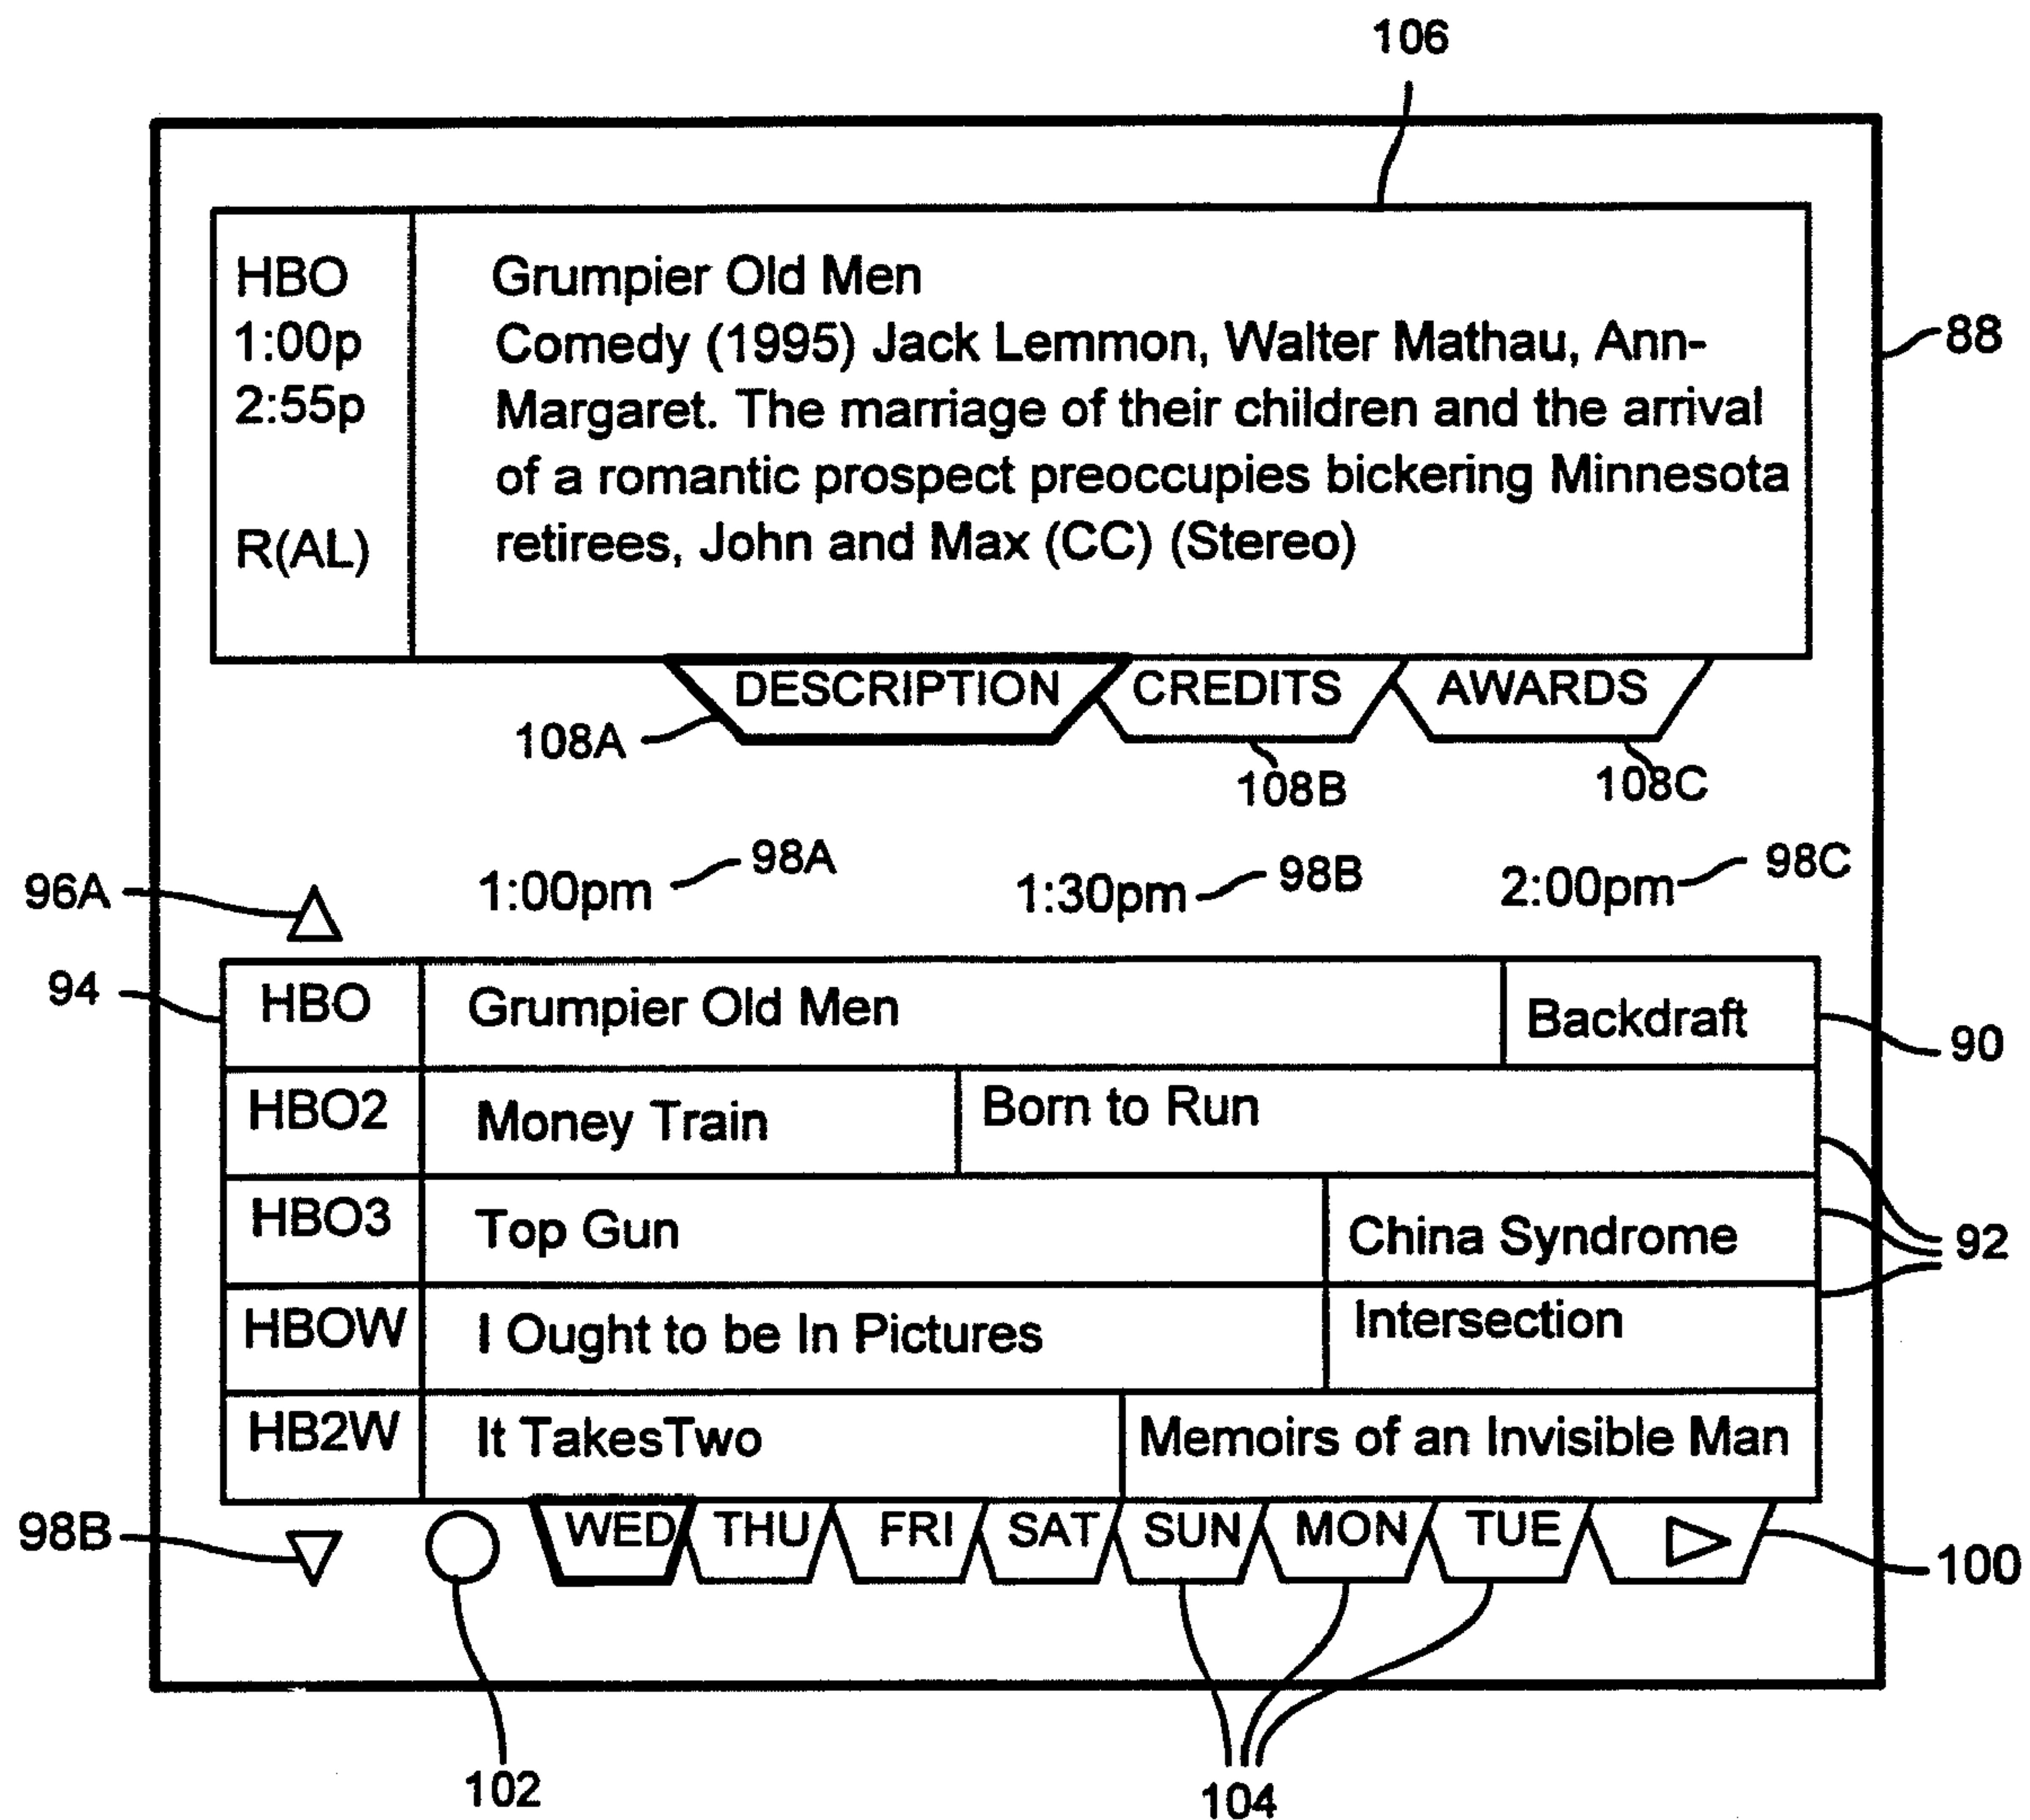 106
HBO
1:00p
2:55p
R(AL)
Grumpier Old Men
Comedy (1995) Jack Lemmon, Walter Mathau, Ann-
Margaret. The marriage of their children and the arrival
of a romantic prospect preoccupies bickering Minnesota
retirees, John and Max (CC) (Stereo)
88
DESCRIPTION CREDITS AWARDS
108A
108B
108C
96A
1:00pm 98A 1:30pm 98B 2:00pm 98C
94
HBO Grumpier Old Men Backdraft
90
HBO2 Money Train Born to Run
HBO3 Top Gun China Syndrome
92
HBOW I Ought to be In Pictures Intersection
HB2W It TakesTwo Memoirs of an Invisible Man
98B
WED THU FRI SAT SUN MON TUE
100
102
104